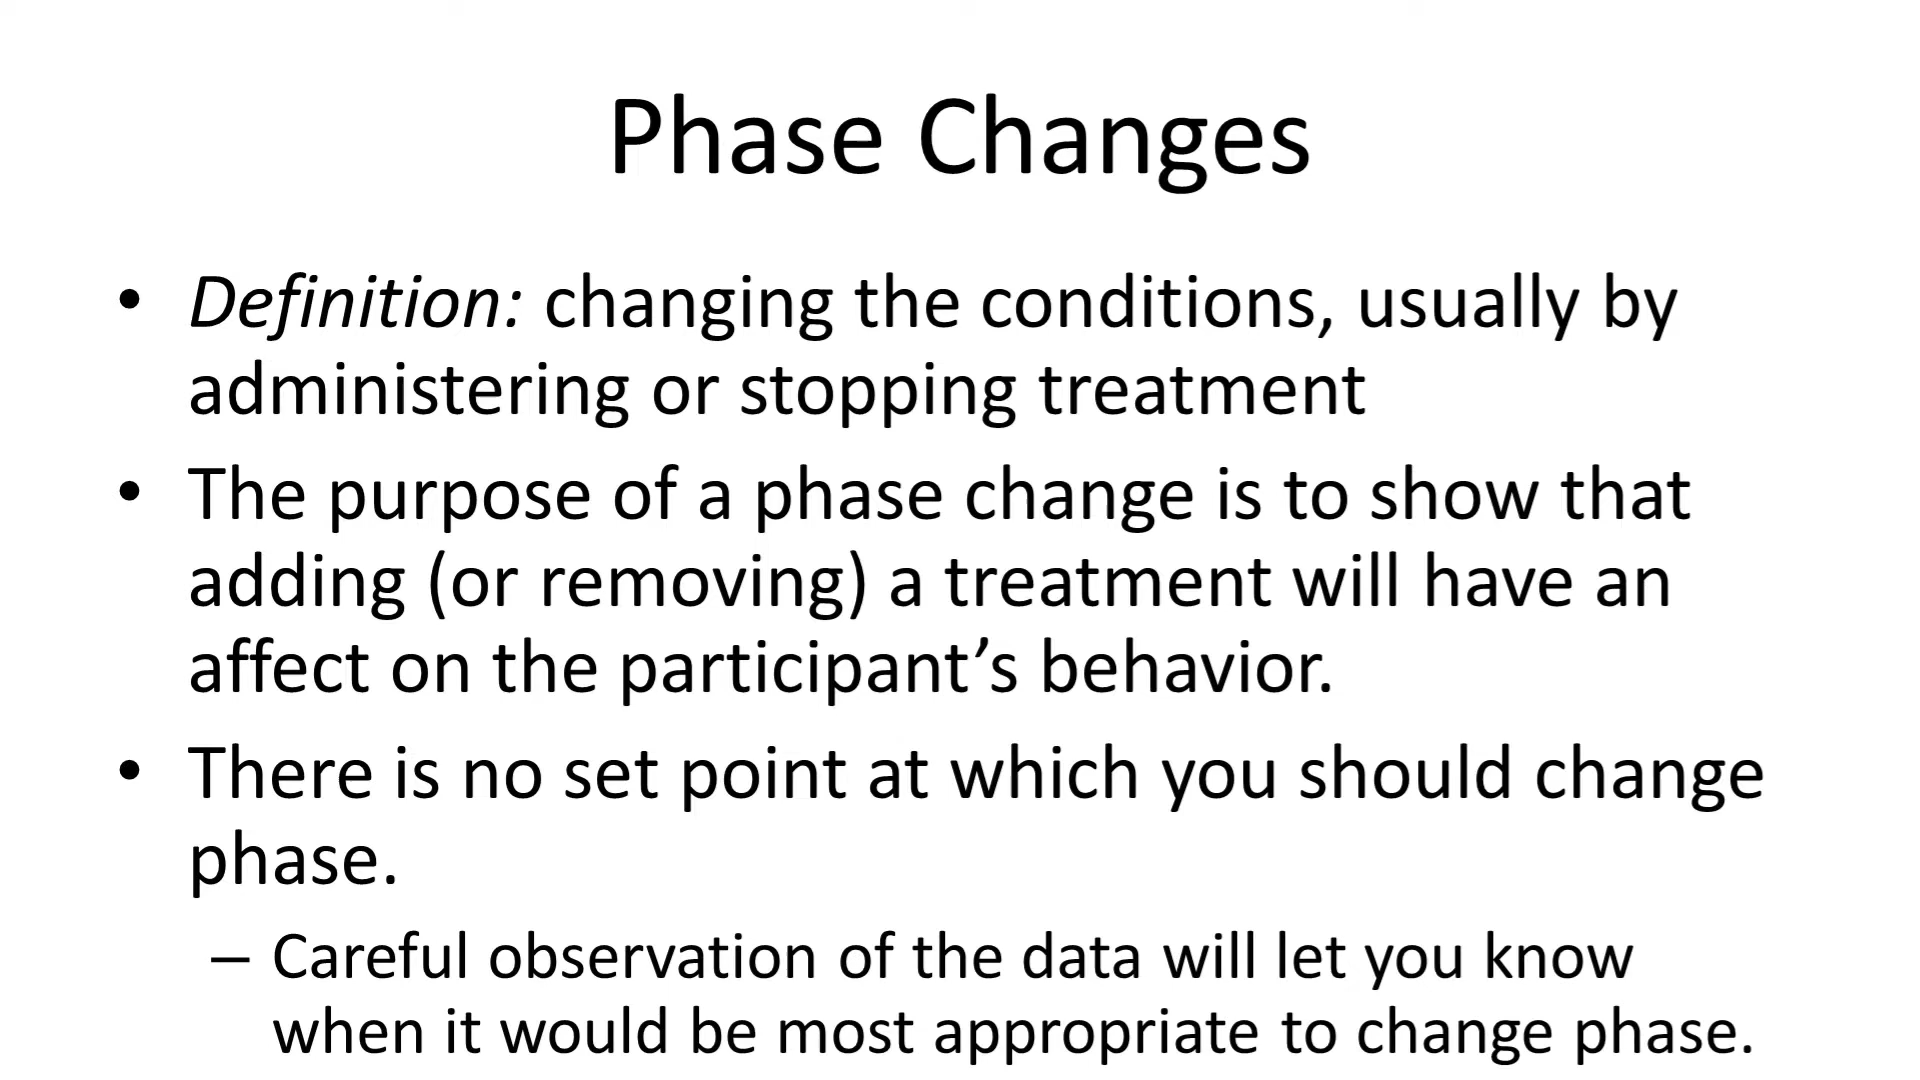 Phase Changes
• Definition: changing the conditions, usually by
administering or stopping treatment
• The purpose of a phase change is to show that
adding (or removing) a treatment will have an
affect on the participant’s behavior.
• There is no set point at which you should change
phase.
– Careful observation of the data will let you know
when it would be most appropriate to change phase.